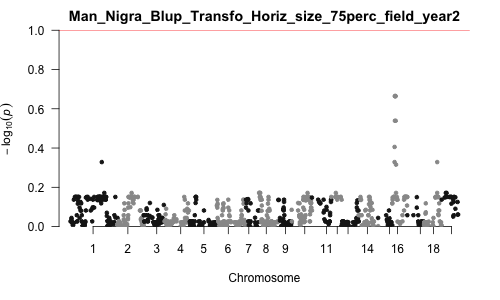 Man_Nigra_Blup_Transfo_Horiz_size_75perc_field_year2
1.0
0.8
0.6
0.4
0.2
0.0
− log₁₀(p)
1 2 3 4 5 6 7 8 9 11 14 16 18
Chromosome